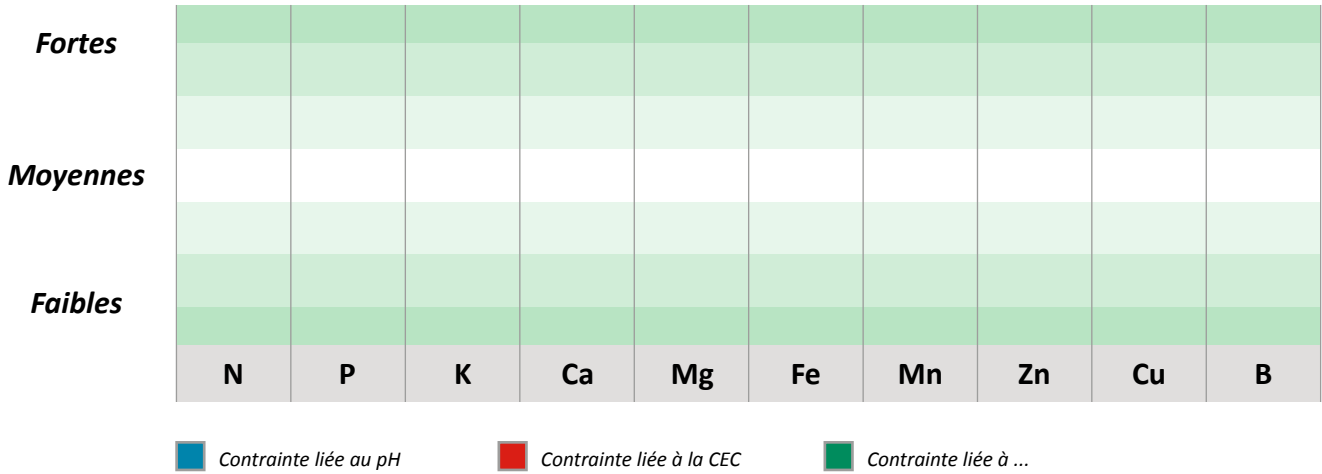 Fortes
Moyennes
Faibles
N P K Ca Mg Fe Mn Zn Cu B
Contrainte liée au pH Contrainte liée à la CEC Contrainte liée à ...